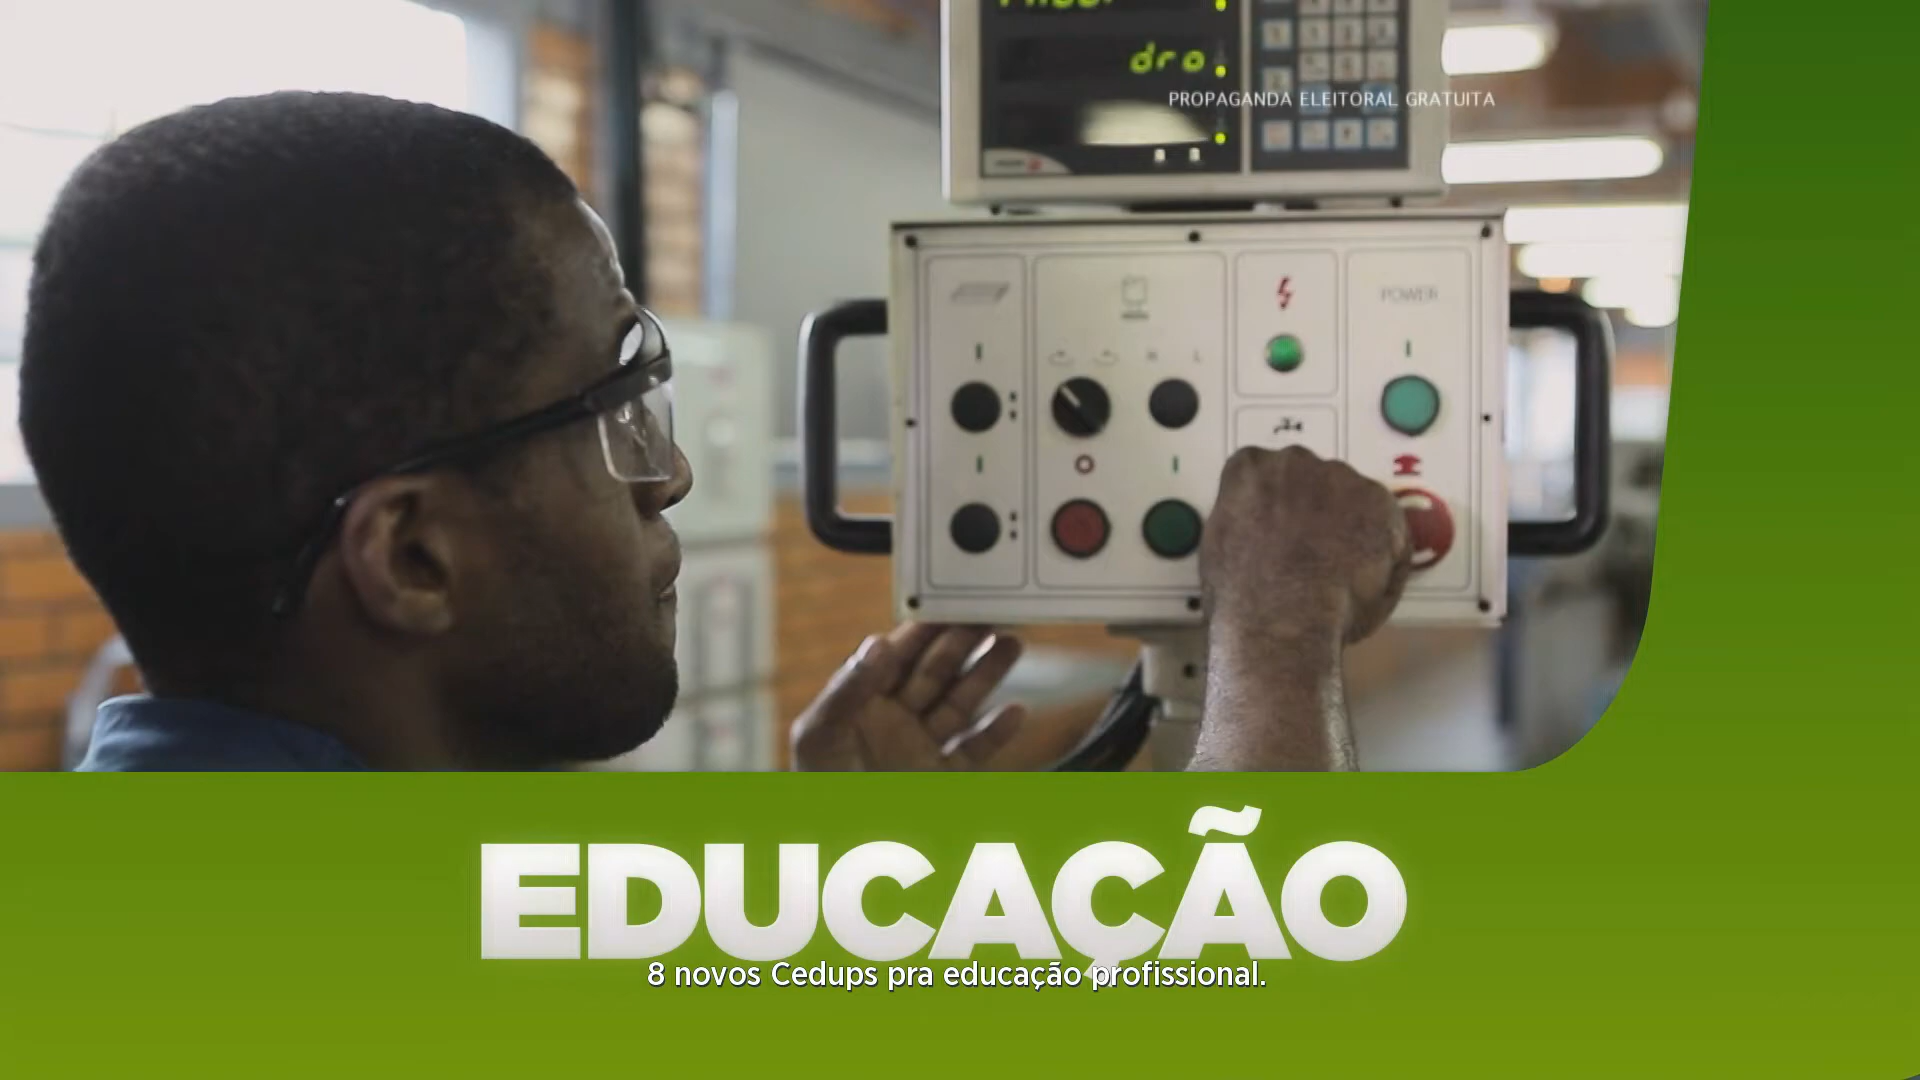 dro
PROPAGANDA ELEITORAL GRATUITA
POWER
EDUCAÇÃO
8 novos Cedups pra educação profissional.